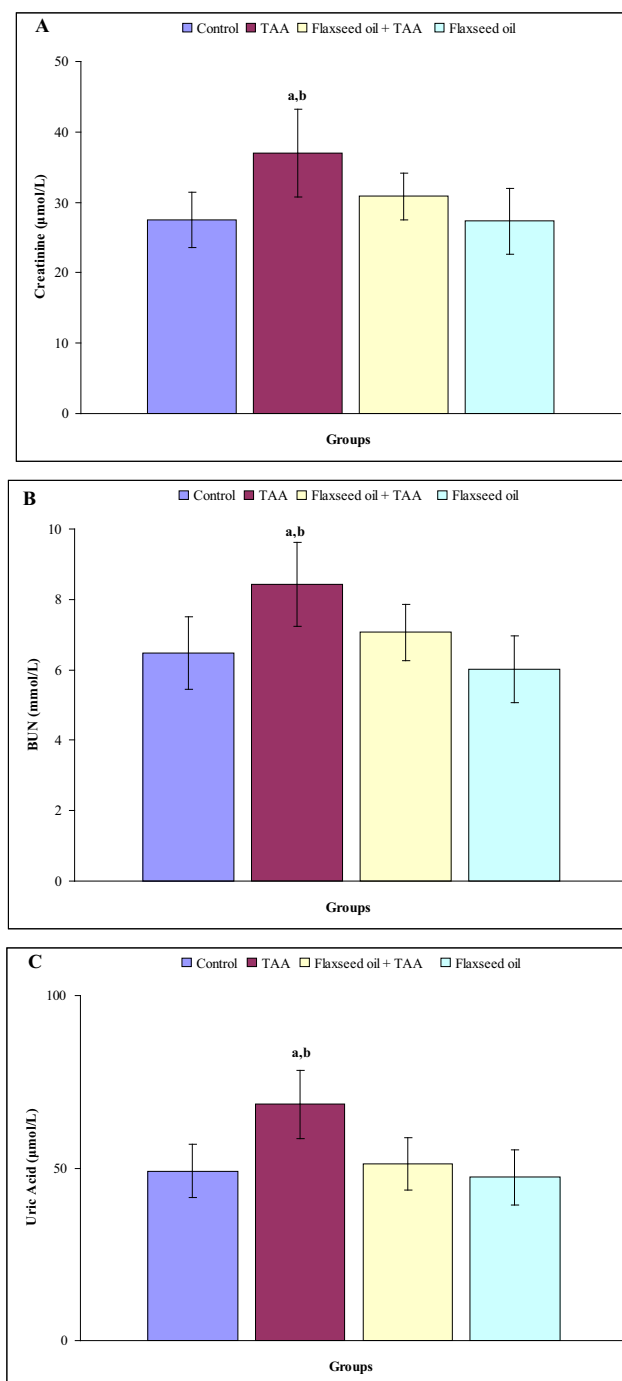 A
Control TAA Flaxseed oil + TAA Flaxseed oil
50
40
30
20
10
0
Creatinine (µmol/L)
a,b
Groups
B
Control TAA Flaxseed oil + TAA Flaxseed oil
10
8
6
4
2
0
BUN (mmol/L)
a,b
Groups
C
Control TAA Flaxseed oil + TAA Flaxseed oil
100
50
0
Uric Acid (µmol/L)
a,b
Groups